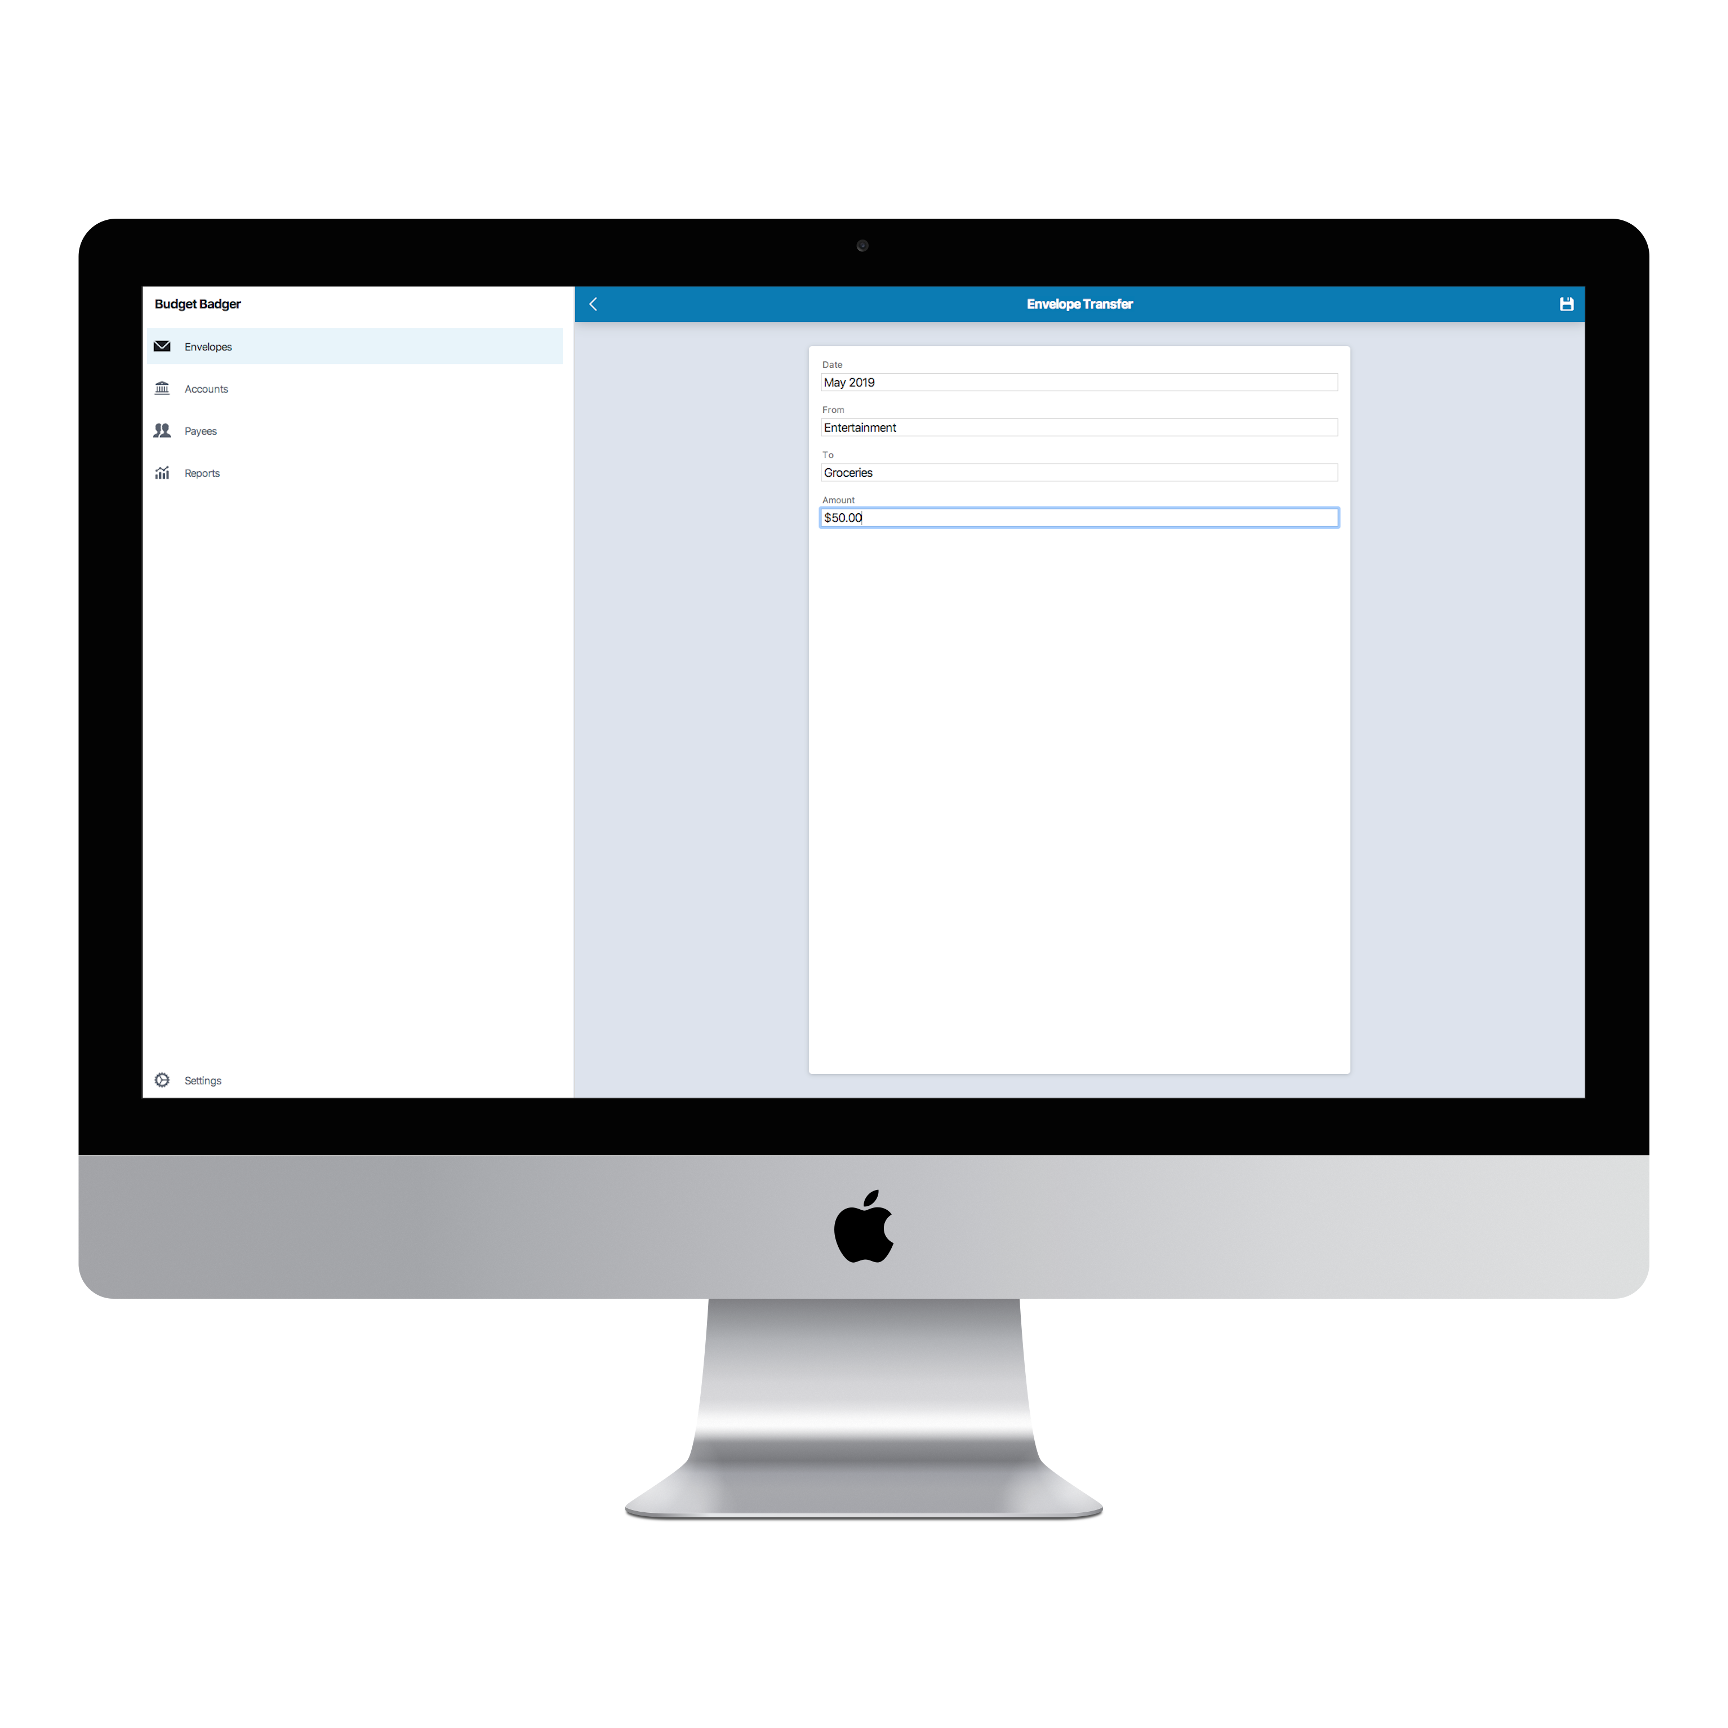 Budget Badger
Envelopes
Accounts
Payees
Reports
Settings
Envelope Transfer
Date
May 2019
From
Entertainment
To
Groceries
Amount
$50.00